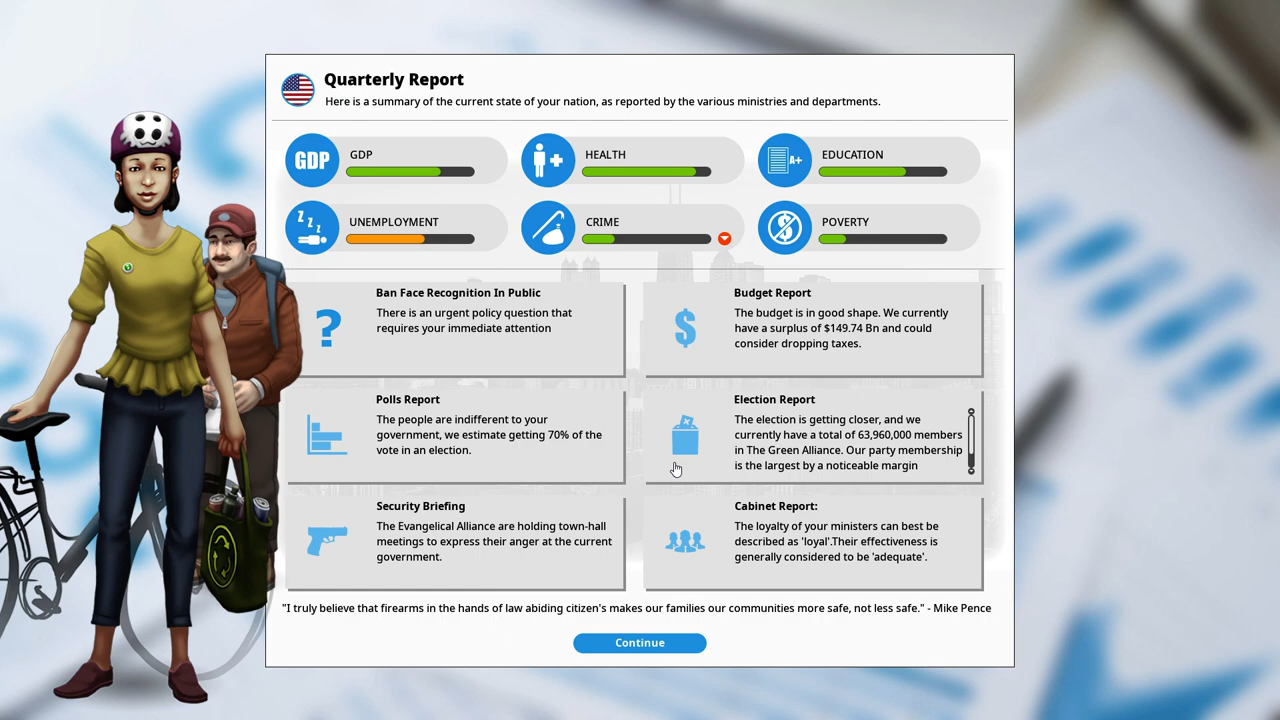 Quarterly Report
Here is a summary of the current state of your nation, as reported by the various ministries and departments.
GDP
GDP
HEALTH
A+
EDUCATION
Z Z Z
UNEMPLOYMENT
CRIME
POVERTY
Ban Face Recognition In Public
There is an urgent policy question that
requires your immediate attention
Budget Report
The budget is in good shape. We currently
have a surplus of $149.74 Bn and could
consider dropping taxes.
Polls Report
The people are indifferent to your
government, we estimate getting 70% of the
vote in an election.
Election Report
The election is getting closer, and we
currently have a total of 63,960,000 members
in The Green Alliance. Our party membership
is the largest by a noticeable margin
Security Briefing
The Evangelical Alliance are holding town-hall
meetings to express their anger at the current
government.
Cabinet Report:
The loyalty of your ministers can best be
described as 'loyal'.Their effectiveness is
generally considered to be 'adequate'.
"I truly believe that firearms in the hands of law abiding citizen's makes our families our communities more safe, not less safe." - Mike Pence
Continue